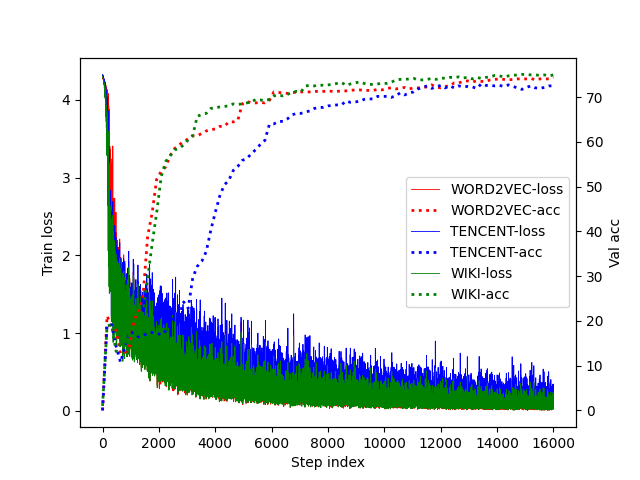 4
3
2
1
0
Train loss
70
60
50
40
30
20
10
0
Val acc
WORD2VEC-loss
WORD2VEC-acc
TENCENT-loss
TENCENT-acc
WIKI-loss
WIKI-acc
0 2000 4000 6000 8000 10000 12000 14000 16000
Step index